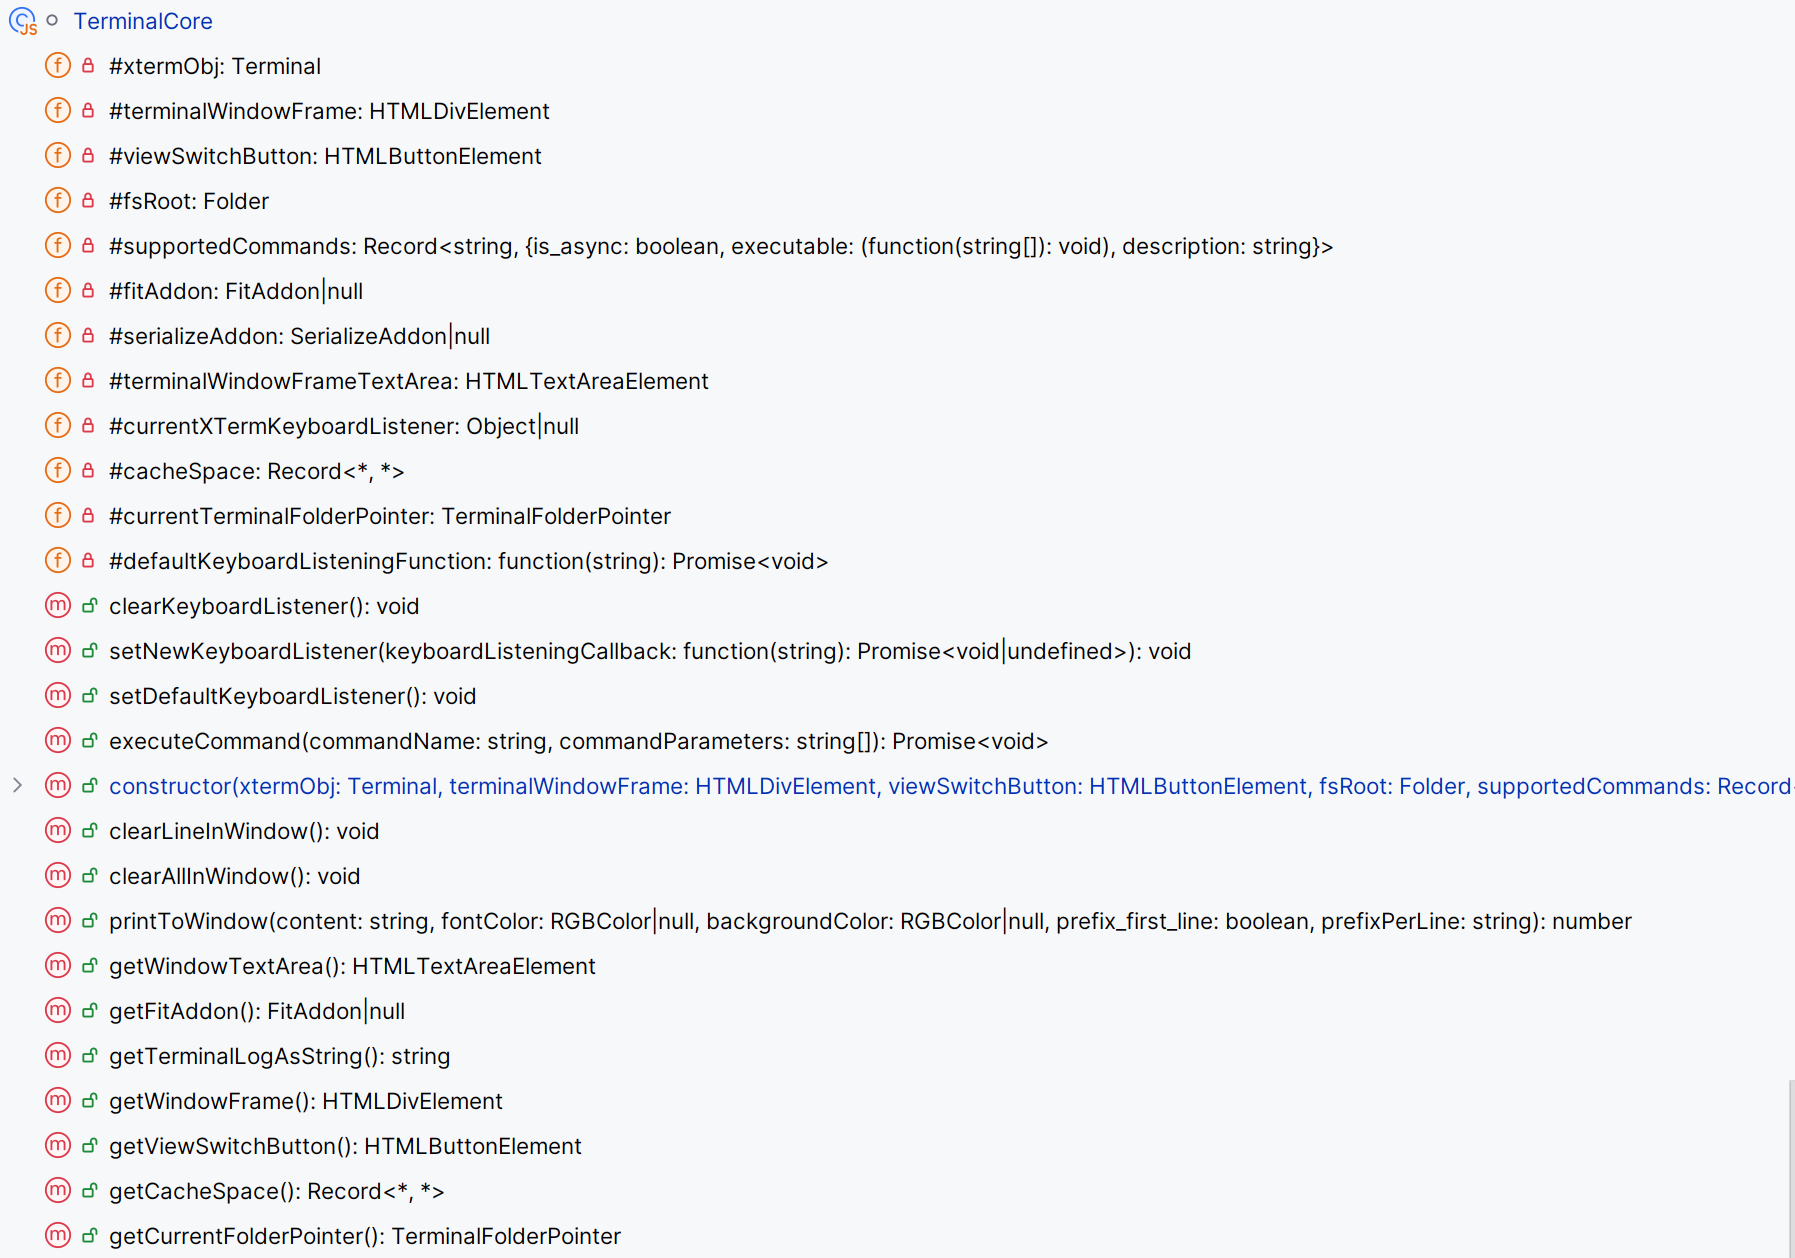 TerminalCore
#xtermObj: Terminal
#terminalWindowFrame: HTMLDivElement
#viewSwitchButton: HTMLButtonElement
#fsRoot: Folder
#supportedCommands: Record<string, {is_async: boolean, executable: (function(string[]): void), description: string}>
#fitAddon: FitAddon|null
#serializeAddon: SerializeAddon|null
#terminalWindowFrameTextArea: HTMLTextAreaElement
#currentXTermKeyboardListener: Object|null
#cacheSpace: Record<*, *>
#currentTerminalFolderPointer: TerminalFolderPointer
#defaultKeyboardListeningFunction: function(string): Promise<void>
clearKeyboardListener(): void
setNewKeyboardListener(keyboardListeningCallback: function(string): Promise<void|undefined>): void
setDefaultKeyboardListener(): void
executeCommand(commandName: string, commandParameters: string[]): Promise<void>
constructor(xtermObj: Terminal, terminalWindowFrame: HTMLDivElement, viewSwitchButton: HTMLButtonElement, fsRoot: Folder, supportedCommands: Record
clearLineInWindow(): void
clearAllInWindow(): void
printToWindow(content: string, fontColor: RGBColor|null, backgroundColor: RGBColor|null, prefix_first_line: boolean, prefixPerLine: string): number
getWindowTextArea(): HTMLTextAreaElement
getFitAddon(): FitAddon|null
getTerminalLogAsString(): string
getWindowFrame(): HTMLDivElement
getViewSwitchButton(): HTMLButtonElement
getCacheSpace(): Record<*, *>
getCurrentFolderPointer(): TerminalFolderPointer